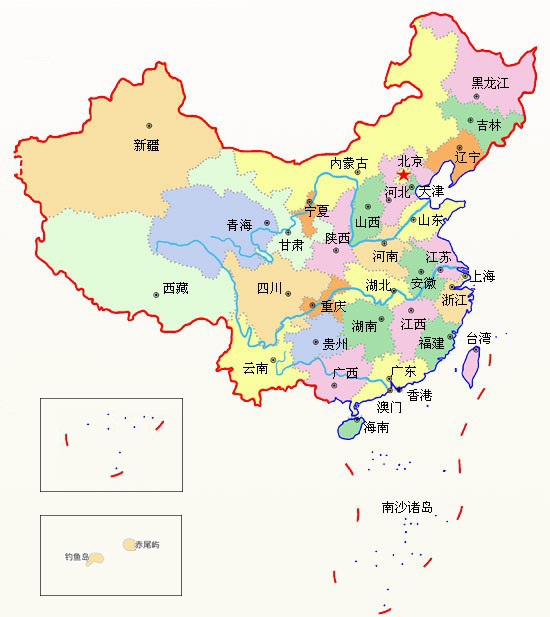 黑龙江
吉林
辽宁
内蒙古
北京
新疆
天津
河北
宁夏
山西
山东
青海
陕西
甘肃
河南
江苏
西藏
四川
湖北
安徽
上海
重庆
浙江
湖南
江西
贵州
福建
台湾
云南
广西
广东
香港
澳门
海南
南沙诸岛
赤尾屿
钓鱼岛